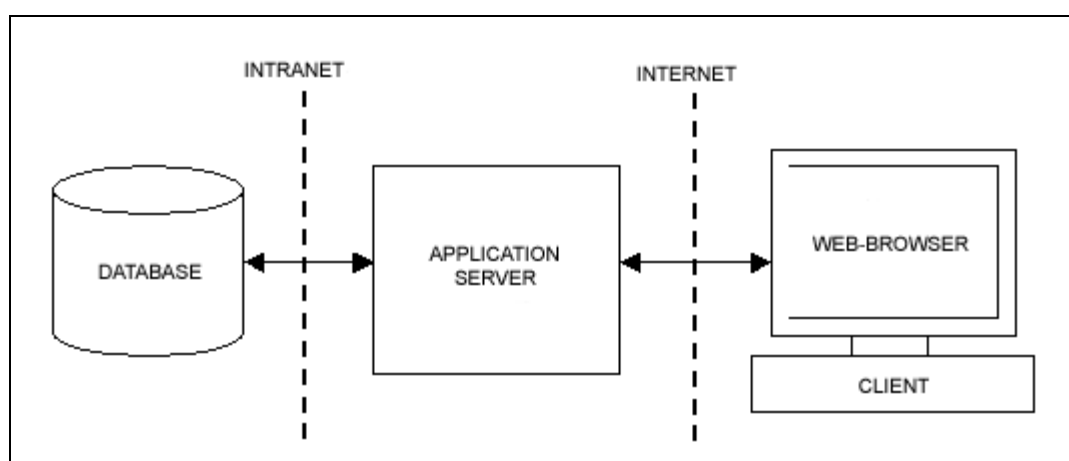 INTRANET
INTERNET
DATABASE
APPLICATION
SERVER
WEB-BROWSER
CLIENT